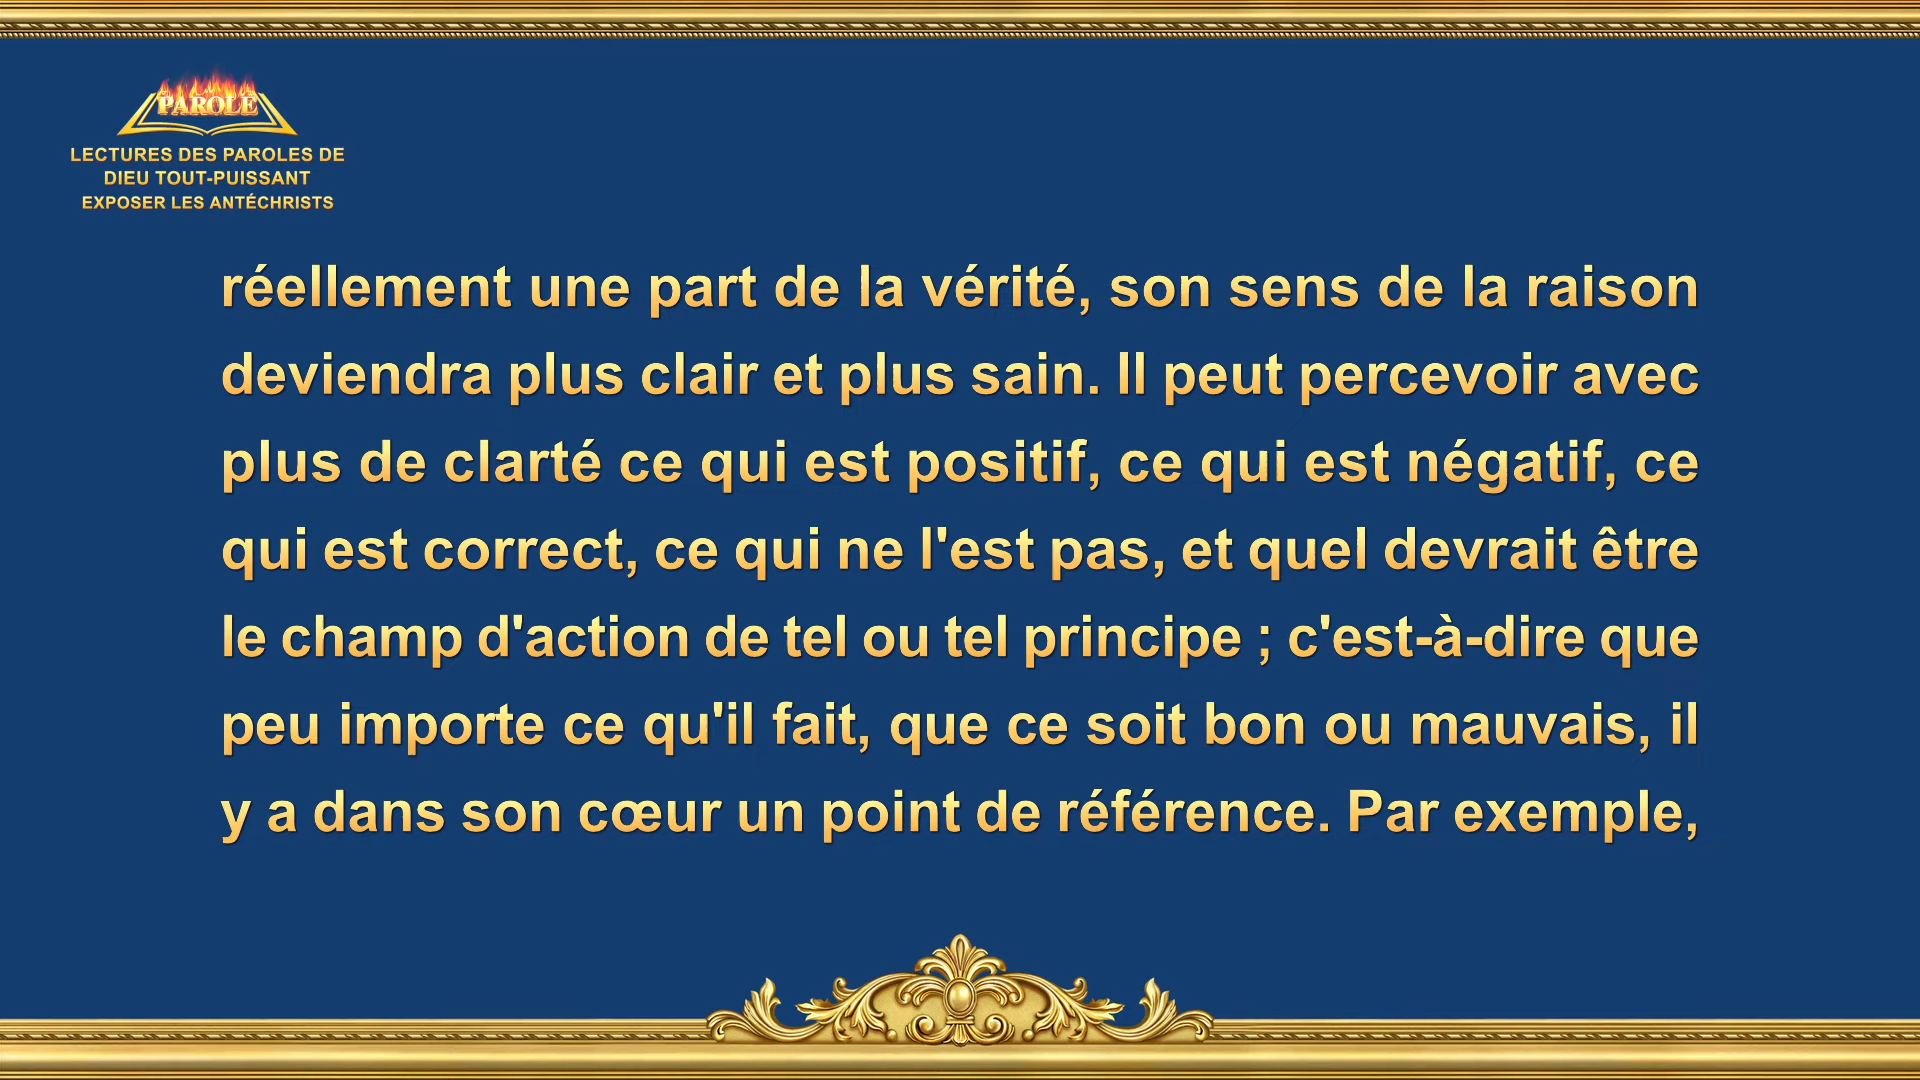 PAROLE
LECTURES DES PAROLES DE
DIEU TOUT-PUISSANT
EXPOSER LES ANTÉCHRISTS
réellement une part de la vérité, son sens de la raison
deviendra plus clair et plus sain. Il peut percevoir avec
plus de clarté ce qui est positif, ce qui est négatif, ce
qui est correct, ce qui ne l'est pas, et quel devrait être
le champ d'action de tel ou tel principe ; c'est-à-dire que
peu importe ce qu'il fait, que ce soit bon ou mauvais, il
y a dans son cœur un point de référence. Par exemple,